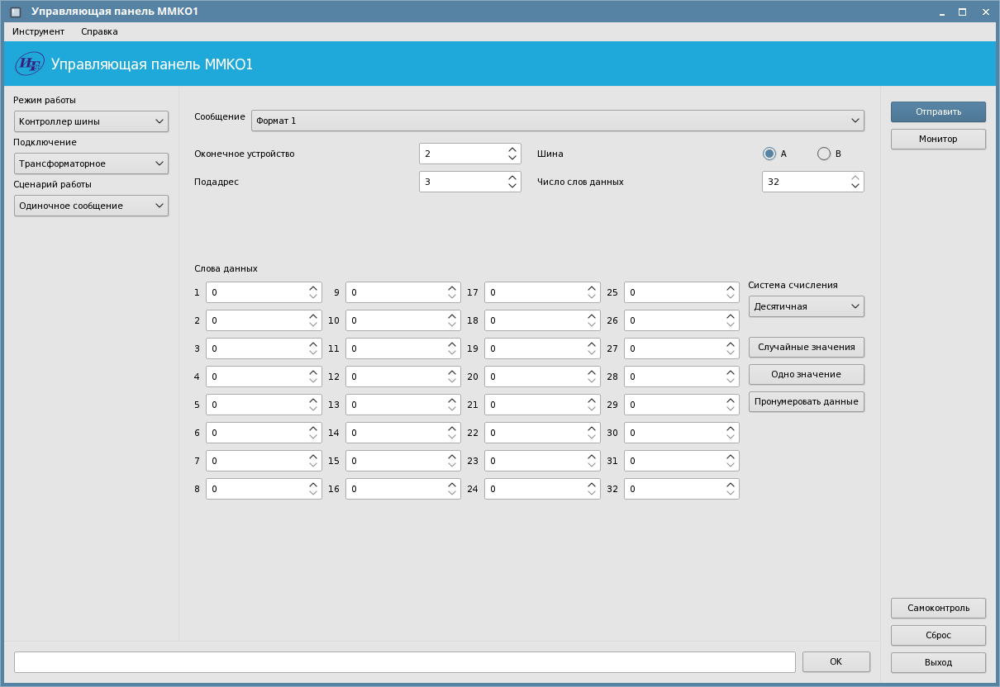 Управляющая панель ММКО1
Инструмент Справка
ИГ Управляющая панель ММКО1
Режим работы
Контроллер шины
Подключение
Трансформаторное
Сценарий работы
Одиночное сообщение
Сообщение Формат 1
Оконечное устройство 2 Шина A B
Подадрес 3 Число слов данных 32
Слова данных
1 0 9 0 17 0 25 0
2 0 10 0 18 0 26 0
3 0 11 0 19 0 27 0
4 0 12 0 20 0 28 0
5 0 13 0 21 0 29 0
6 0 14 0 22 0 30 0
7 0 15 0 23 0 31 0
8 0 16 0 24 0 32 0
Система счисления
Десятичная
Случайные значения
Одно значение
Пронумеровать данные
Отправить
Монитор
Самоконтроль
Сброс
Выход
OK